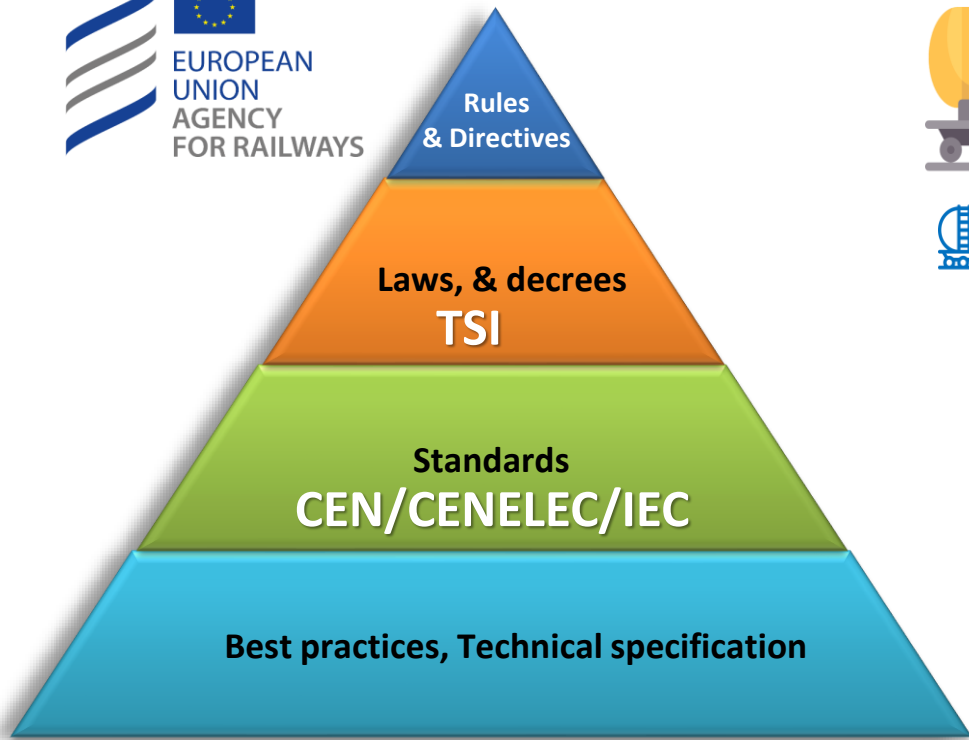 EUROPEAN
UNION
AGENCY
FOR RAILWAYS
Rules
& Directives
Laws, & decrees
TSI
Standards
CEN/CENELEC/IEC
Best practices, Technical specification